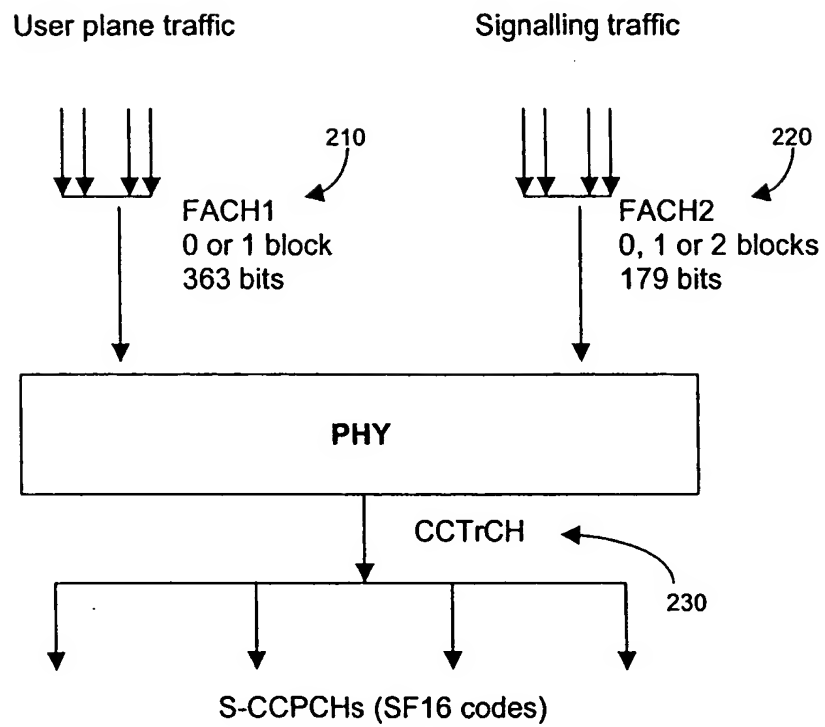 User plane traffic
Signalling traffic
210
220
FACH1
0 or 1 block
363 bits
FACH2
0, 1 or 2 blocks
179 bits
PHY
CCTrCH
230
S-CCPCHs (SF16 codes)